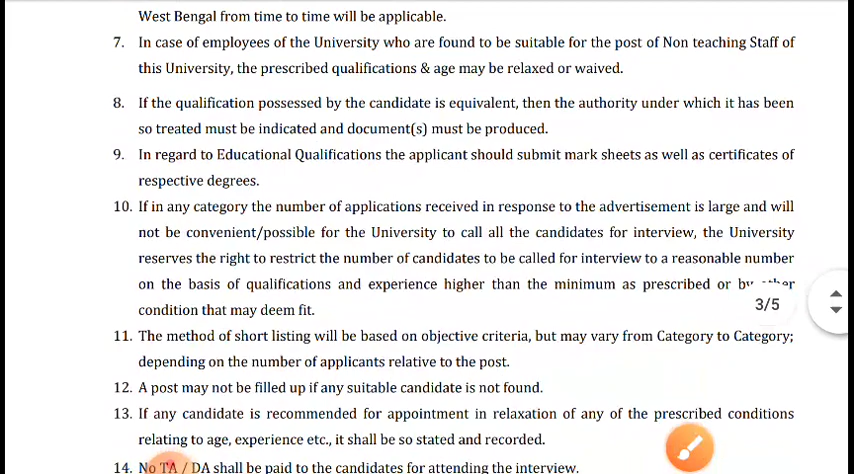 West Bengal from time to time will be applicable.
7. In case of employees of the University who are found to be suitable for the post of Non teaching Staff of
this University, the prescribed qualifications & age may be relaxed or waived.
8. If the qualification possessed by the candidate is equivalent, then the authority under which it has been
so treated must be indicated and document(s) must be produced.
9. In regard to Educational Qualifications the applicant should submit mark sheets as well as certificates of
respective degrees.
10. If in any category the number of applications received in response to the advertisement is large and will
not be convenient/possible for the University to call all the candidates for interview, the University
reserves the right to restrict the number of candidates to be called for interview to a reasonable number
on the basis of qualifications and experience higher than the minimum as prescribed or
3/5
condition that may deem fit.
11. The method of short listing will be based on objective criteria, but may vary from Category to Category;
depending on the number of applicants relative to the post.
12. A post may not be filled up if any suitable candidate is not found.
13. If any candidate is recommended for appointment in relaxation of any of the prescribed conditions
relating to age, experience etc., it shall be so stated and recorded.
14. No TA / DA shall be paid to the candidates for attending the interview.